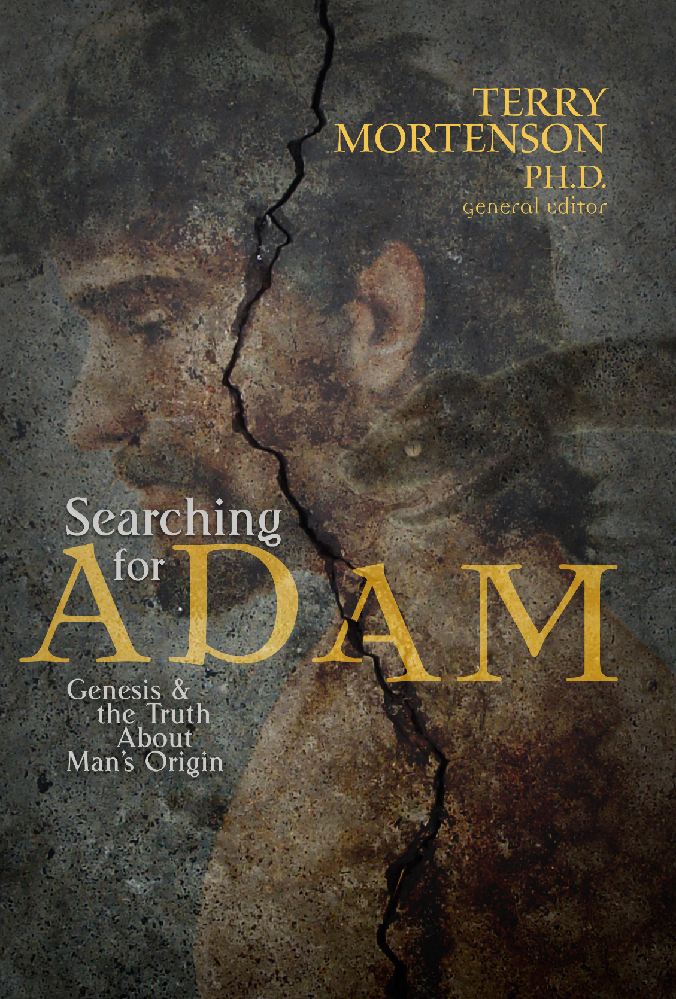 TERRY
MORTENSON
PH.D.
general Editor
Searching
for
ADAM
Genesis &
the Truth
About
Man's Origin